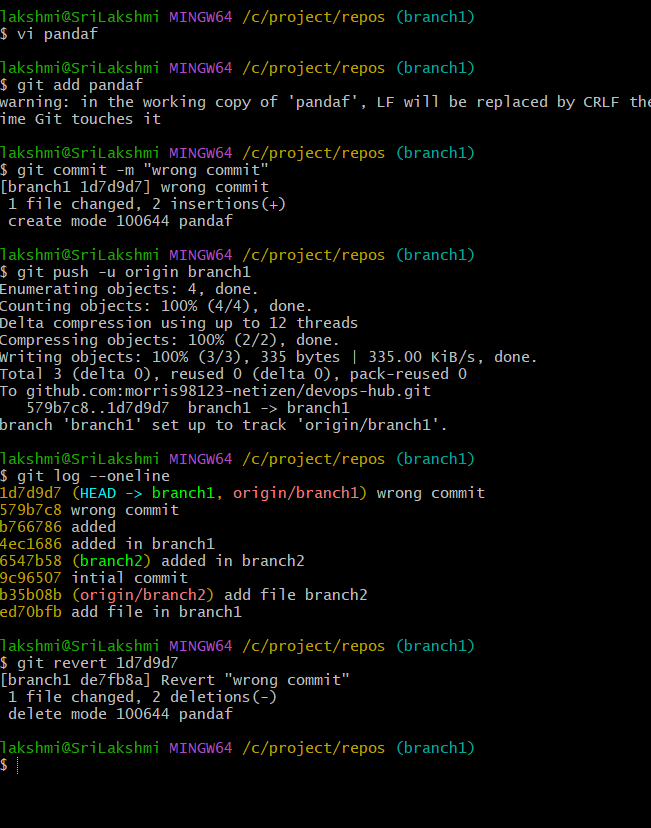 lakshmi@SriLakshmi MINGW64 /c/project/repos (branch1)
$ vi pandaf
lakshmi@SriLakshmi MINGW64 /c/project/repos (branch1)
$ git add pandaf
warning: in the working copy of 'pandaf', LF will be replaced by CRLF the
ime Git touches it
lakshmi@SriLakshmi MINGW64 /c/project/repos (branch1)
$ git commit -m "wrong commit"
[branch1 1d7d9d7] wrong commit
 1 file changed, 2 insertions(+)
 create mode 100644 pandaf
lakshmi@SriLakshmi MINGW64 /c/project/repos (branch1)
$ git push -u origin branch1
Enumerating objects: 4, done.
Counting objects: 100% (4/4), done.
Delta compression using up to 12 threads
Compressing objects: 100% (2/2), done.
Writing objects: 100% (3/3), 335 bytes | 335.00 KiB/s, done.
Total 3 (delta 0), reused 0 (delta 0), pack-reused 0
To github.com:morris98123-netizen/devops-hub.git
   579b7c8..1d7d9d7  branch1 -> branch1
branch 'branch1' set up to track 'origin/branch1'.
lakshmi@SriLakshmi MINGW64 /c/project/repos (branch1)
$ git log --oneline
1d7d9d7 (HEAD -> branch1, origin/branch1) wrong commit
579b7c8 wrong commit
b766786 added
4ec1686 added in branch1
6547b58 (branch2) added in branch2
9c96507 intial commit
b35b08b (origin/branch2) add file branch2
ed70bfb add file in branch1
lakshmi@SriLakshmi MINGW64 /c/project/repos (branch1)
$ git revert 1d7d9d7
[branch1 de7fb8a] Revert "wrong commit"
 1 file changed, 2 deletions(-)
 delete mode 100644 pandaf
lakshmi@SriLakshmi MINGW64 /c/project/repos (branch1)
$